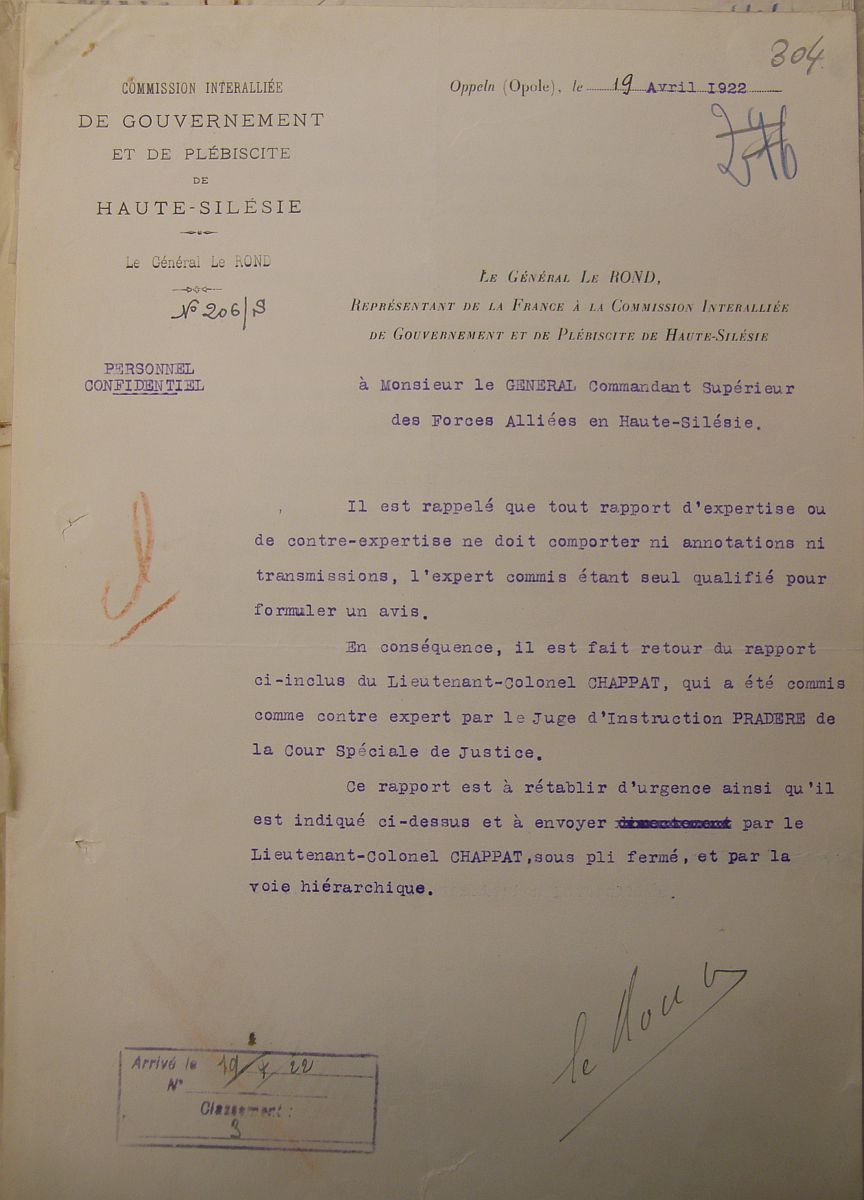 304
COMMISSION INTERALLIÉE
DE GOUVERNEMENT
ET DE PLÉBISCITE
DE
HAUTE-SILÉSIE
Le Général Le ROND
N° 206/S
PERSONNEL
CONFIDENTIEL
Oppeln (Opole), le 19 Avril 1922
LE GÉNÉRAL LE ROND,
REPRÉSENTANT DE LA FRANCE À LA COMMISSION INTERALLIÉE
DE GOUVERNEMENT ET DE PLÉBISCITE DE HAUTE-SILÉSIE
à Monsieur le GENERAL Commandant Supérieur
des Forces Alliées en Haute-Silésie.
Il est rappelé que tout rapport d'expertise ou
de contre-expertise ne doit comporter ni annotations ni
transmissions, l'expert commis étant seul qualifié pour
formuler un avis.
En conséquence, il est fait retour du rapport
ci-inclus du Lieutenant-Colonel CHAPPAT, qui a été commis
comme contre expert par le Juge d'Instruction PRADERE de
la Cour Spéciale de Justice.
Ce rapport est à rétablir d'urgence ainsi qu'il
est indiqué ci-dessus et à envoyer par le
Lieutenant-Colonel CHAPPAT,sous pli fermé, et par la
voie hiérarchique.
le Rond
Arrivé le 19/4 22
N°
Classement :
3